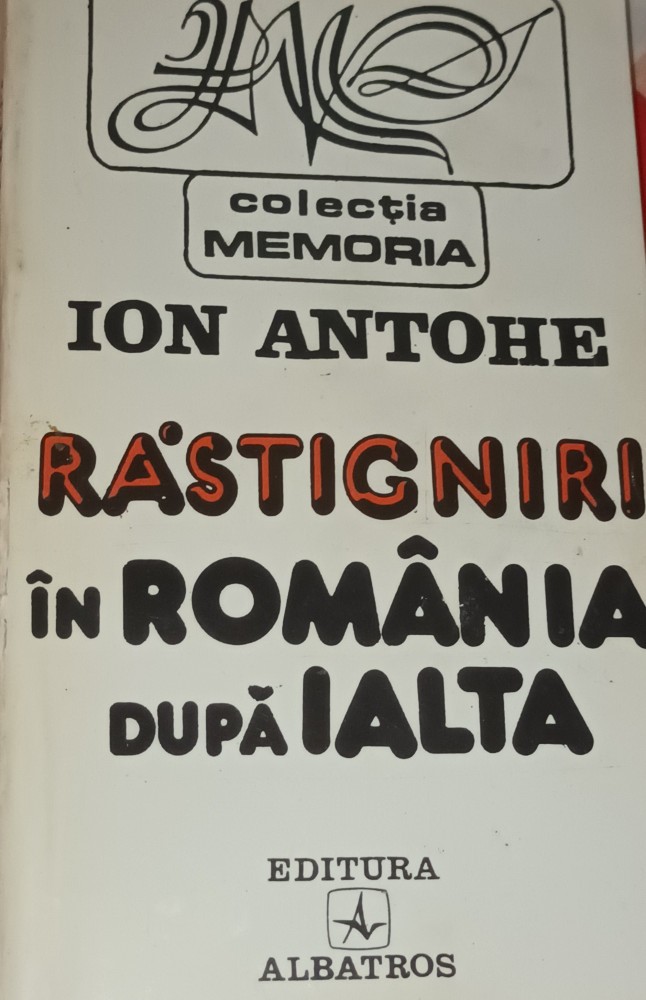 colecția
MEMORIA
ION ANTOHE
RĂSTIGNIRI
în ROMÂNIA
DUPĂ IALTA
EDITURA
ALBATROS